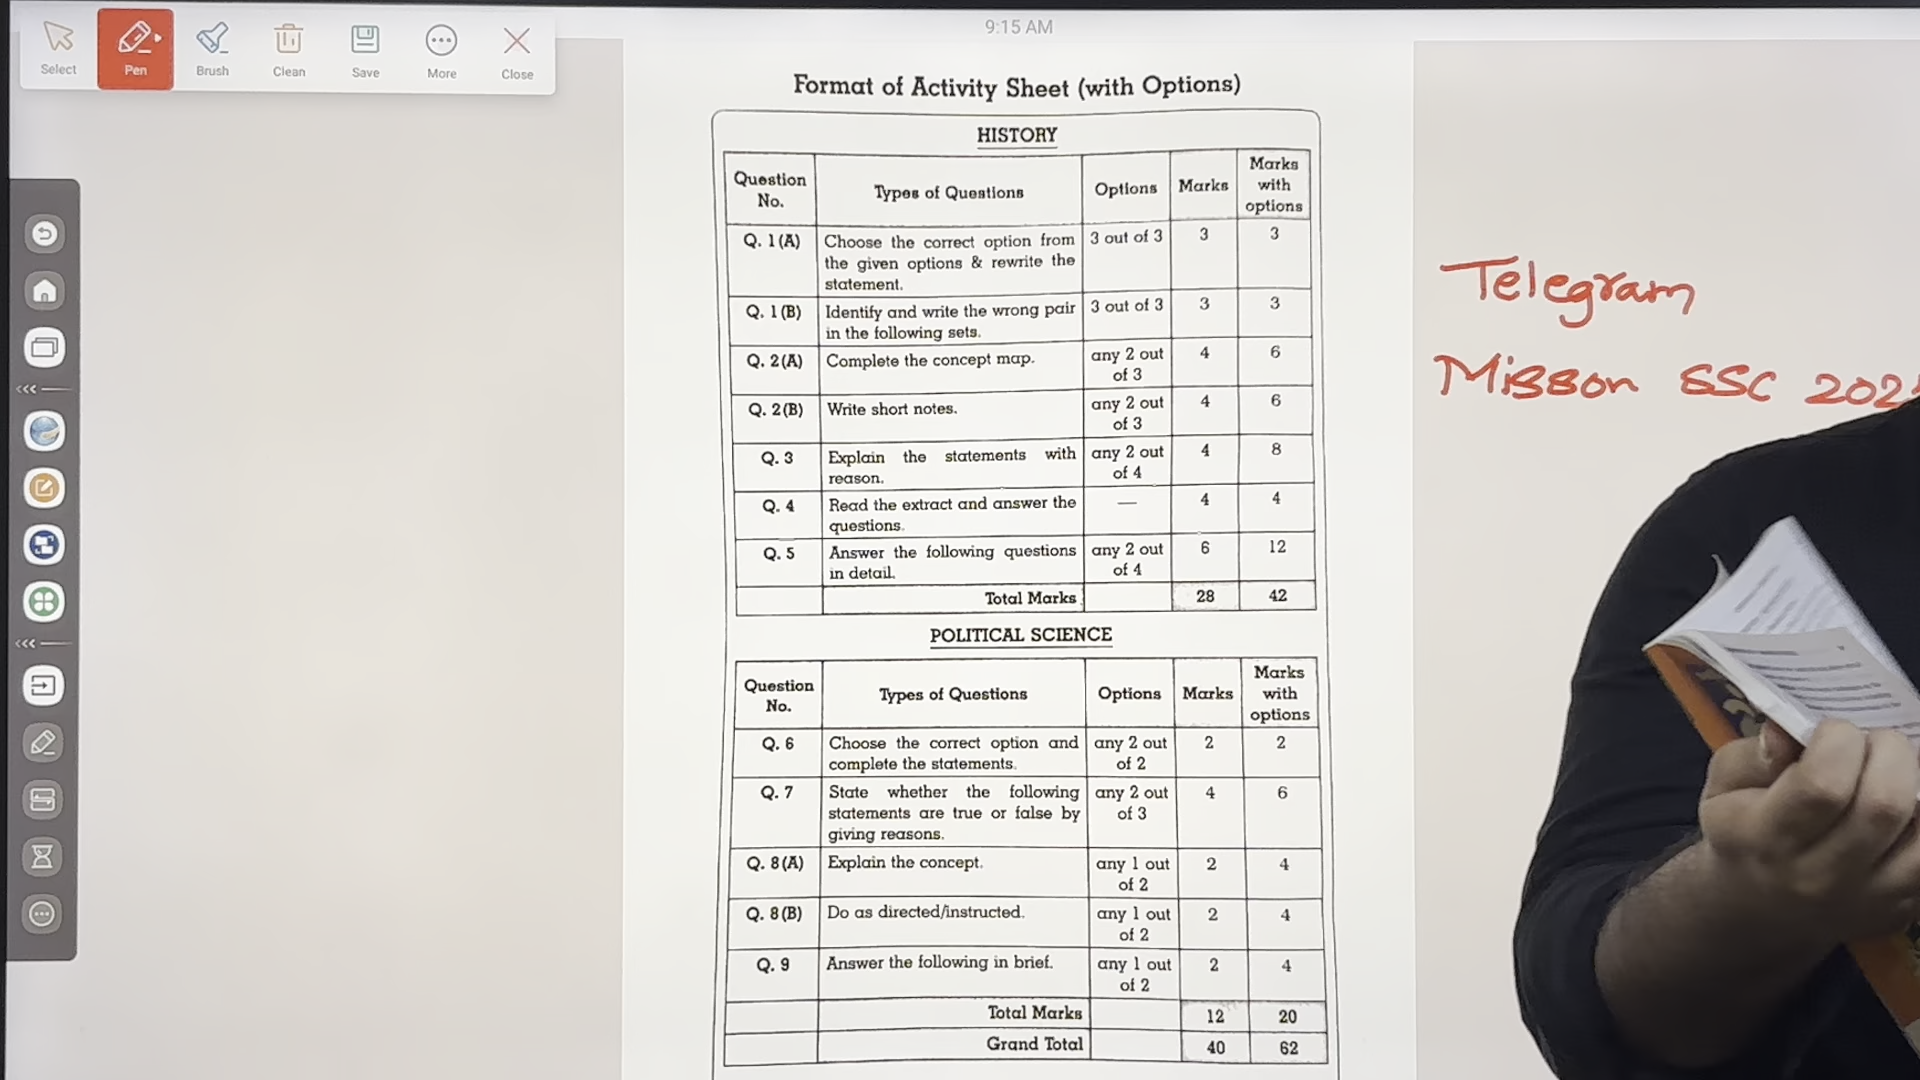 9:15 AM
Select
Pen
Brush
Clean
Save
More
Close
Format of Activity Sheet (with Options)
HISTORY
Question No. Types of Questions Options Marks Marks with options
Q. 1(A) Choose the correct option from 3 out of 3 3 3
the given options & rewrite the
statement.
Q. 1(B) Identify and write the wrong pair 3 out of 3 3 3
in the following sets.
Q. 2(A) Complete the concept map. any 2 out of 3 4 6
Q. 2(B) Write short notes. any 2 out of 3 4 6
Q. 3 Explain the statements with any 2 out 4 8
reason. of 4
Q. 4 Read the extract and answer the — 4 4
questions.
Q. 5 Answer the following questions any 2 out 6 12
in detail. of 4
Total Marks 28 42
POLITICAL SCIENCE
Question No. Types of Questions Options Marks Marks with options
Q. 6 Choose the correct option and any 2 out 2 2
complete the statements. of 2
Q. 7 State whether the following any 2 out 4 6
statements are true or false by of 3
giving reasons.
Q. 8(A) Explain the concept. any 1 out of 2 2 4
Q. 8(B) Do as directed/instructed. any 1 out of 2 2 4
Q. 9 Answer the following in brief. any 1 out of 2 2 4
Total Marks 12 20
Grand Total 40 62
Telegram
Misson SSC